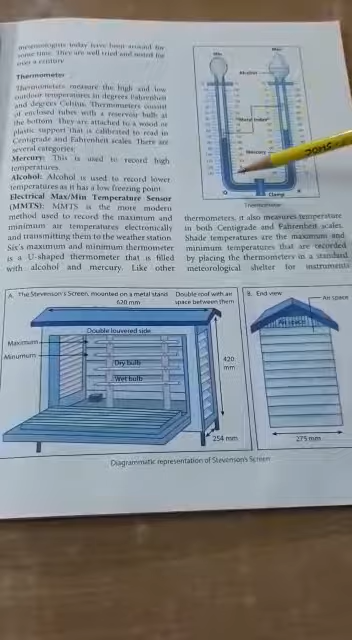 meteorologists today have been around for
some time. They are well tried and tested for
over a century
Thermometer
Thermometers measure the high and low
outdoor temperatures in degrees Fahrenheit
and degrees Celsius. Thermometers consist
of enclosed tubes with a reservoir bulb at
the bottom. They are attached to a wood or
plastic support that is calibrated to read in
Centigrade and Fahrenheit scales. There are
several categories:
Mercury: This is used to record high
temperatures.
Alcohol: Alcohol is used to record lower
temperatures as it has a low freezing point.
Electrical Max/Min Temperature Sensor
(MMTS): MMTS is the more modern
method used to record the maximum and
minimum air temperatures electronically
and transmitting them to the weather station.
Six's maximum and minimum thermometer
is a U-shaped thermometer that is filled
with alcohol and mercury. Like other
Min
Max
Alcohol
Metal Index
Mercury
Clamp
Thermometer
thermometers, it also measures temperature
in both Centigrade and Fahrenheit scales.
Shade temperatures are the maximum and
minimum temperatures that are recorded
by placing the thermometers in a standard
meteorological shelter for instruments
A. The Stevenson's Screen, mounted on a metal stand
620 mm
Double roof with air
space between them
Double louvered side
Maximum
Minumum
Dry bulb
Wet bulb
420
mm
254 mm
B. End view
Air space
Air space
275 mm
Diagrammatic representation of Stevenson's Screen